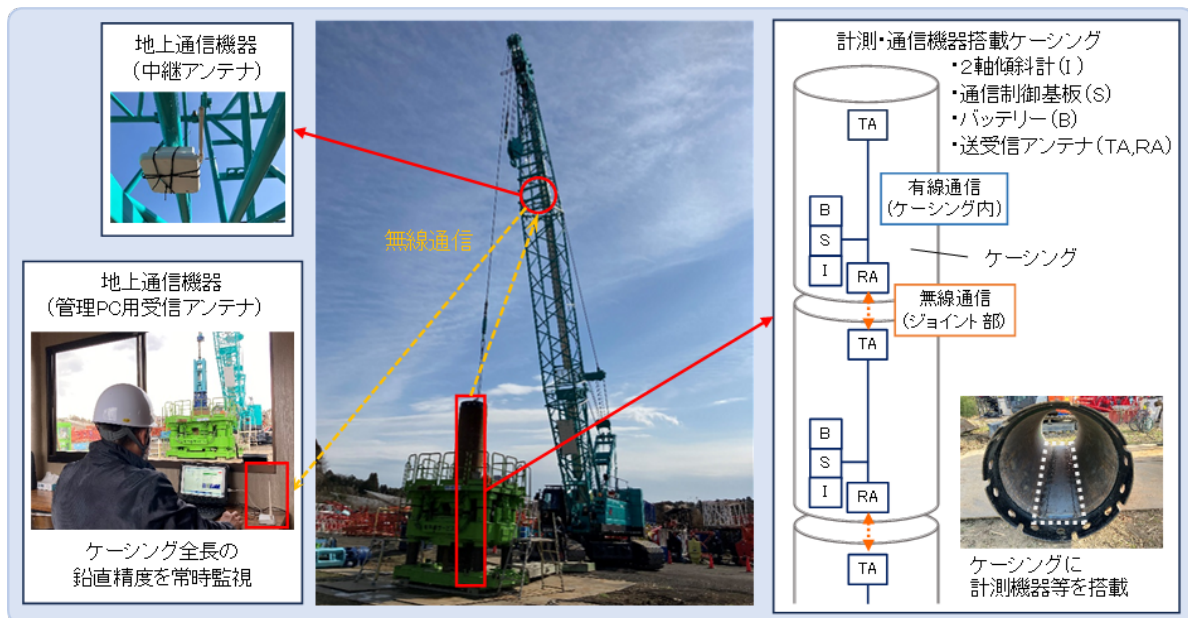 地上通信機器
(中継アンテナ)
無線通信
地上通信機器
(管理PC用受信アンテナ)
ケーシング全長の
鉛直精度を常時監視
計測・通信機器搭載ケーシング
・2軸傾斜計(I)
・通信制御基板(S)
・バッテリー(B)
・送受信アンテナ(TA,RA)
TA
有線通信
(ケーシング内)
B
S
I
RA
ケーシング
無線通信
(ジョイント部)
TA
B
S
I
RA
TA
ケーシングに
計測機器等を搭載